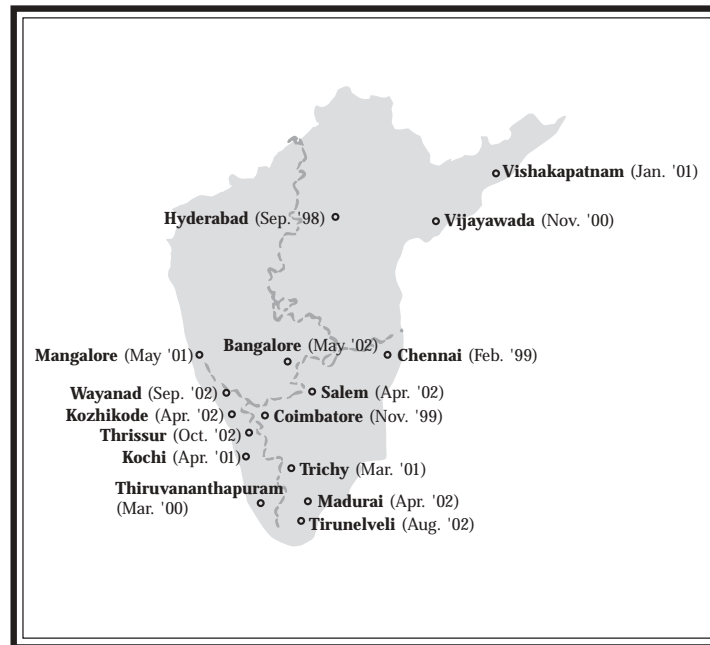 Vishakapatnam (Jan. '01)
Hyderabad (Sep. '98)
Vijayawada (Nov. '00)
Bangalore (May '02)
Mangalore (May '01)
Chennai (Feb. '99)
Wayanad (Sep. '02)
Salem (Apr. '02)
Kozhikode (Apr. '02)
Coimbatore (Nov. '99)
Thrissur (Oct. '02)
Kochi (Apr. '01)
Trichy (Mar. '01)
Thiruvananthapuram
(Mar. '00)
Madurai (Apr. '02)
Tirunelveli (Aug. '02)